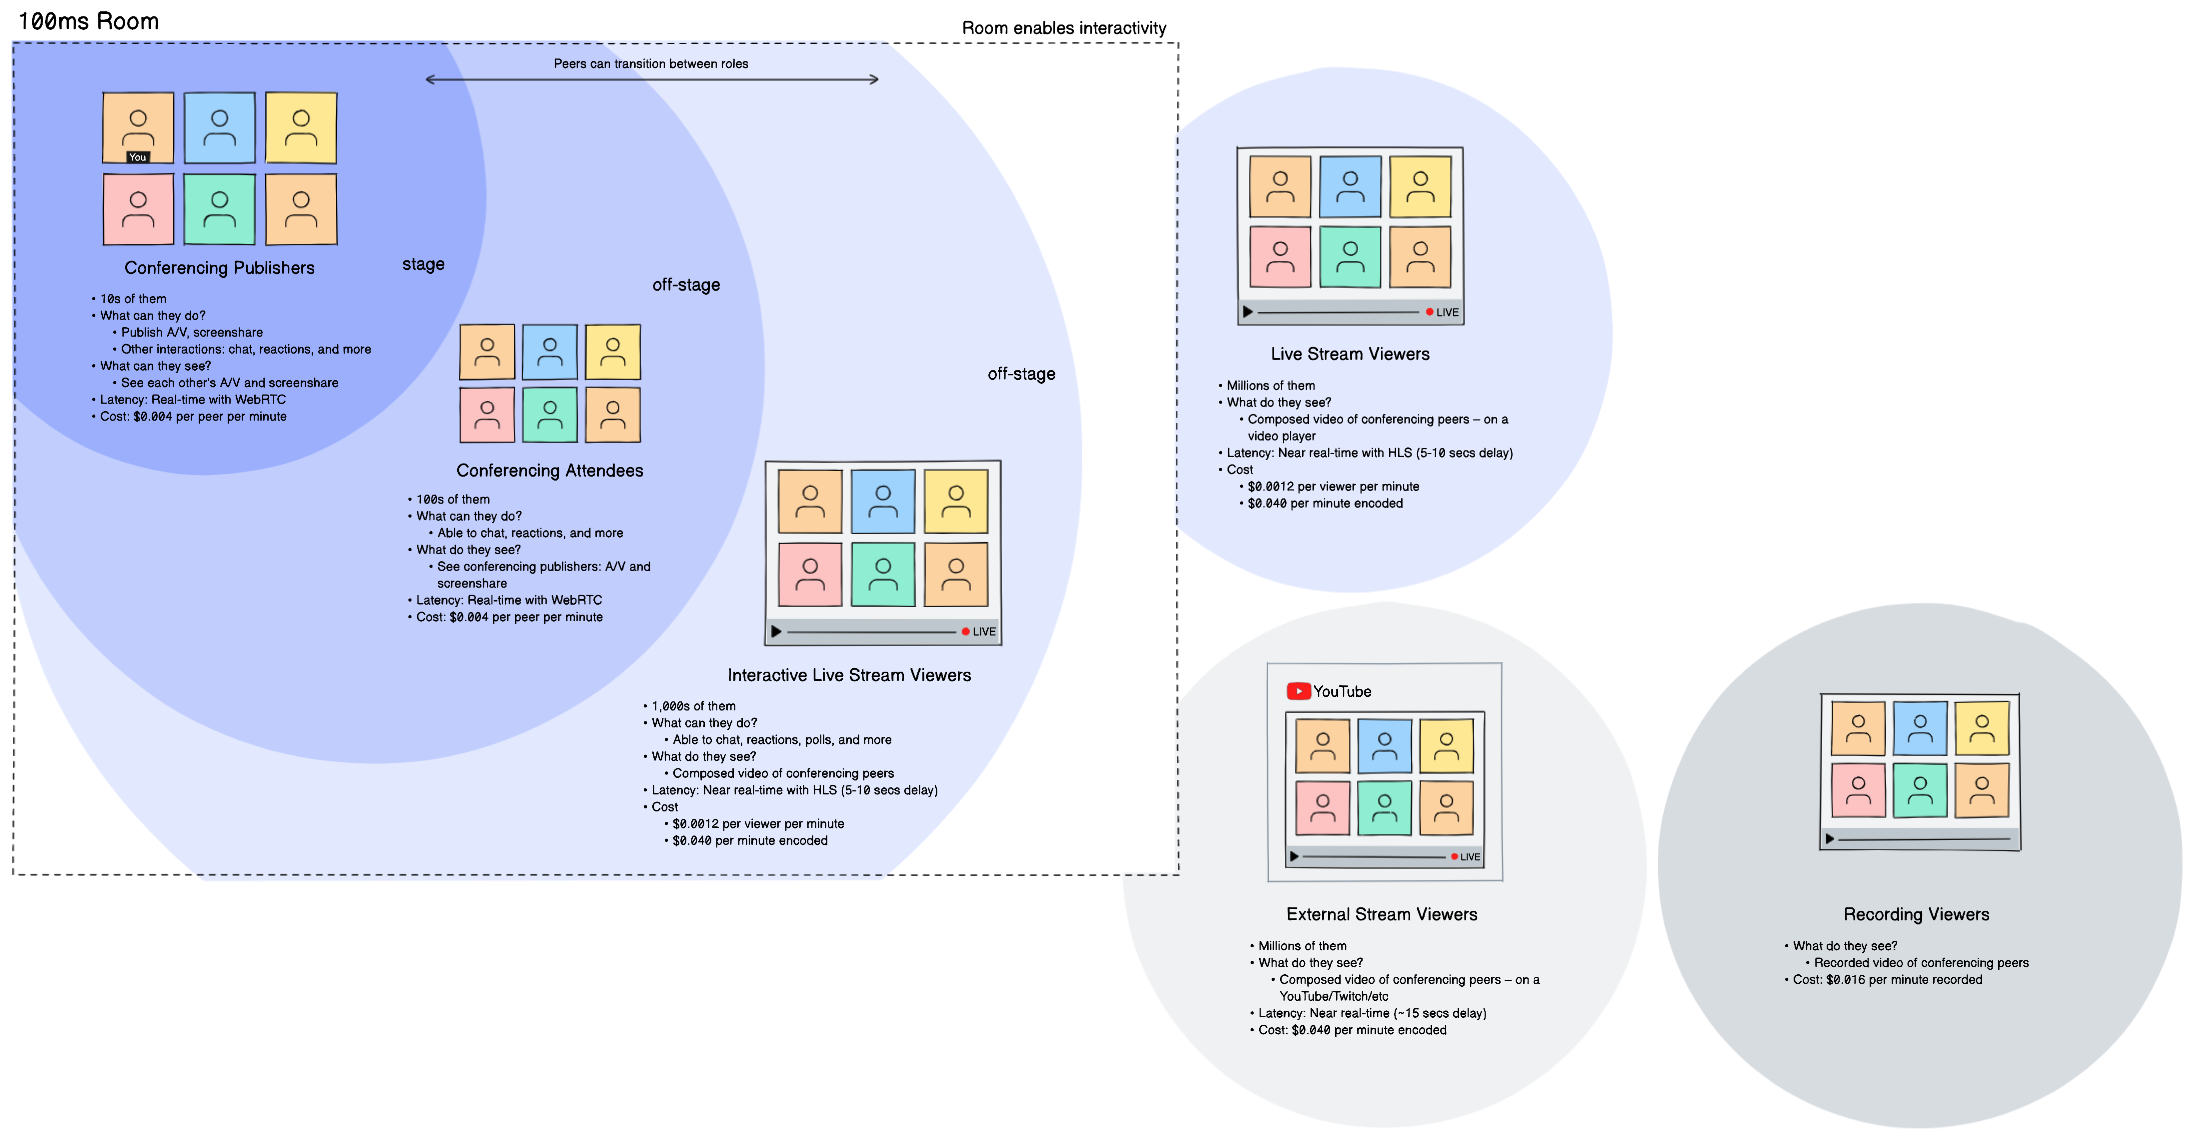 100ms Room
Room enables interactivity
Peers can transition between roles
You
Conferencing Publishers
stage
• 10s of them
• What can they do?
• Publish A/V, screenshare
• Other interactions: chat, reactions, and more
• What can they see?
• See each other's A/V and screenshare
• Latency: Real-time with WebRTC
• Cost: $0.004 per peer per minute
off-stage
Conferencing Attendees
• 100s of them
• What can they do?
• Able to chat, reactions, and more
• What do they see?
• See conferencing publishers: A/V and
screenshare
• Latency: Real-time with WebRTC
• Cost: $0.004 per peer per minute
off-stage
LIVE
Interactive Live Stream Viewers
• 1,000s of them
• What can they do?
• Able to chat, reactions, polls, and more
• What do they see?
• Composed video of conferencing peers
• Latency: Near real-time with HLS (5-10 secs delay)
• Cost
• $0.0012 per viewer per minute
• $0.040 per minute encoded
LIVE
Live Stream Viewers
• Millions of them
• What do they see?
• Composed video of conferencing peers – on a
video player
• Latency: Near real-time with HLS (5-10 secs delay)
• Cost
• $0.0012 per viewer per minute
• $0.040 per minute encoded
YouTube
LIVE
External Stream Viewers
• Millions of them
• What do they see?
• Composed video of conferencing peers – on a
YouTube/Twitch/etc
• Latency: Near real-time (~15 secs delay)
• Cost: $0.040 per minute encoded
Recording Viewers
• What do they see?
• Recorded video of conferencing peers
• Cost: $0.016 per minute recorded